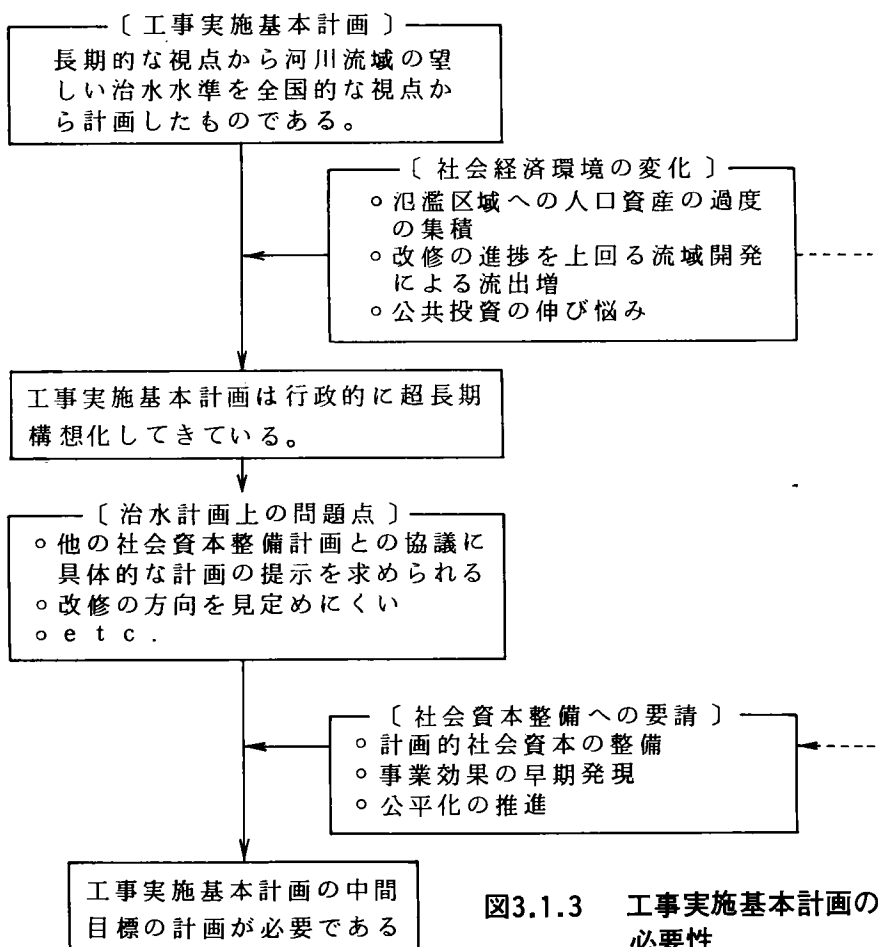 〔工事実施基本計画〕
長期的な視点から河川流域の望
しい治水水準を全国的な視点か
ら計画したものである。
〔社会経済環境の変化〕
○氾濫区域への人口資産の過度
の集積
○改修の進捗を上回る流域開発
による流出増
○公共投資の伸び悩み
工事実施基本計画は行政的に超長期
構想化してきている。
〔治水計画上の問題点〕
○他の社会資本整備計画との協議に
具体的な計画の提示を求められる
○改修の方向を見定めにくい
○etc.
〔社会資本整備への要請〕
○計画的社会資本の整備
○事業効果の早期発現
○公平化の推進
工事実施基本計画の中間
目標の計画が必要である
図3.1.3 工事実施基本計画の
必要性